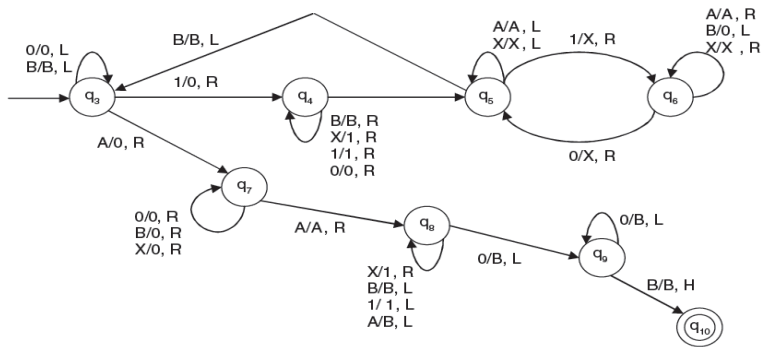 0/0, L
B/B, L
B/B, L
A/A, L
X/X, L
1/X, R
A/A, R
B/0, L
X/X , R
q3
1/0, R
q4
q5
q6
B/B, R
X/1, R
1/1, R
0/0, R
0/X, R
A/0, R
q7
0/0, R
B/0, R
X/0, R
A/A, R
q8
X/1, R
B/B, L
1/ 1, L
A/B, L
0/B, L
0/B, L
q9
B/B, H
q10